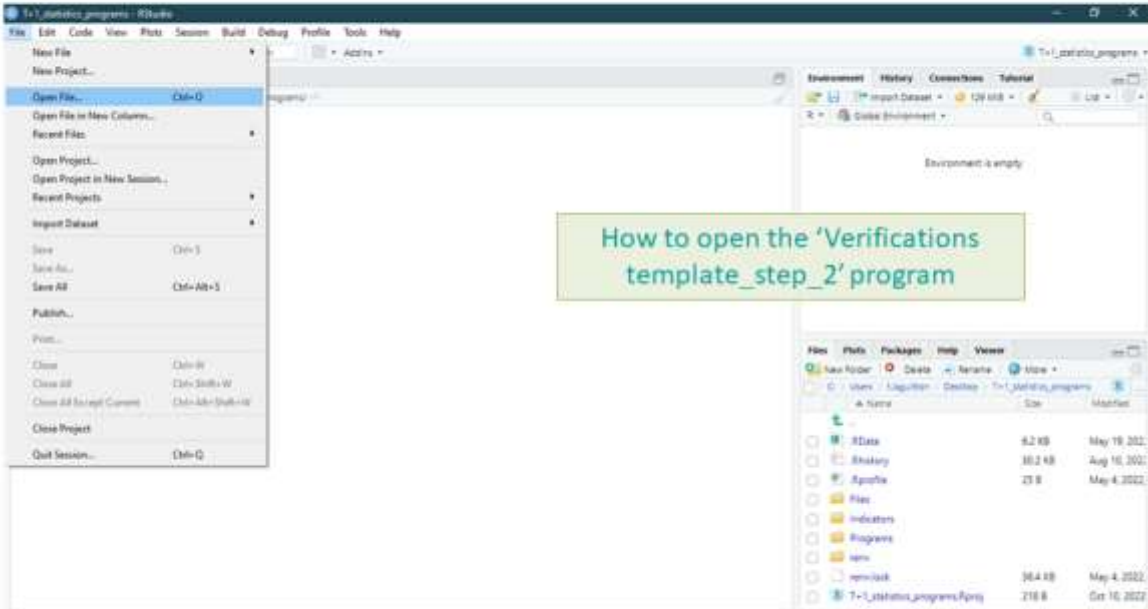 T+1_statistics_programs - RStudio
File Edit Code View Plots Session Build Debug Profile Tools Help
Addins
T+1_statistics_programs
New File
New Project...
Open File... Ctrl+O
Open File in New Column...
Recent Files
Open Project...
Open Project in New Session...
Recent Projects
Import Dataset
Save Ctrl+S
Save As...
Save All Ctrl+Alt+S
Publish...
Print...
Close Ctrl+W
Close All Ctrl+Shift+W
Close All Except Current Ctrl+Alt+Shift+W
Close Project
Quit Session... Ctrl+Q
Environment History Connections Tutorial
Import Dataset 129 MiB List
R Global Environment
Environment is empty
How to open the ‘Verifications
template_step_2’ program
Files Plots Packages Help Viewer
New Folder Delete Rename More
C: Users Desktop T+1_statistics_programs
Name Size Modified
..
.RData 6.2 KB May 19, 202
.Rhistory Aug 10, 202
.Rprofile 25 B May 4, 2022,
Files
Indicators
Programs
renv
renv.lock 36.4 KB May 4, 2022,
T+1_statistics_programs.Rproj 218 B Oct 10, 2022